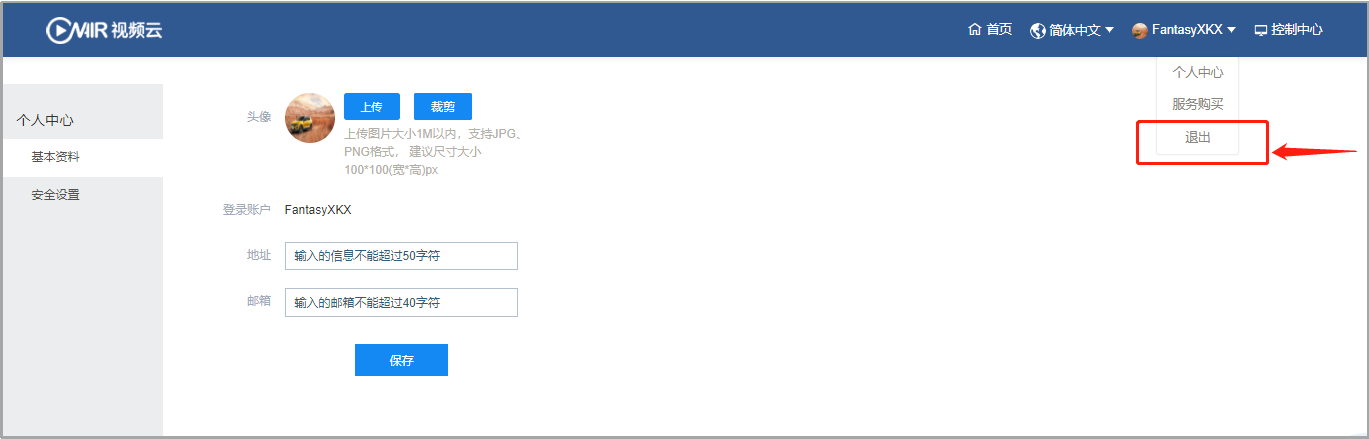 MIIR 视频云
首页 简体中文 FantasyXKX 控制中心
个人中心
服务购买
退出
个人中心
基本资料
安全设置
头像 上传 裁剪
上传图片大小1M以内，支持JPG、
PNG格式， 建议尺寸大小
100*100(宽*高)px
登录账户 FantasyXKX
地址 输入的信息不能超过50字符
邮箱 输入的邮箱不能超过40字符
保存